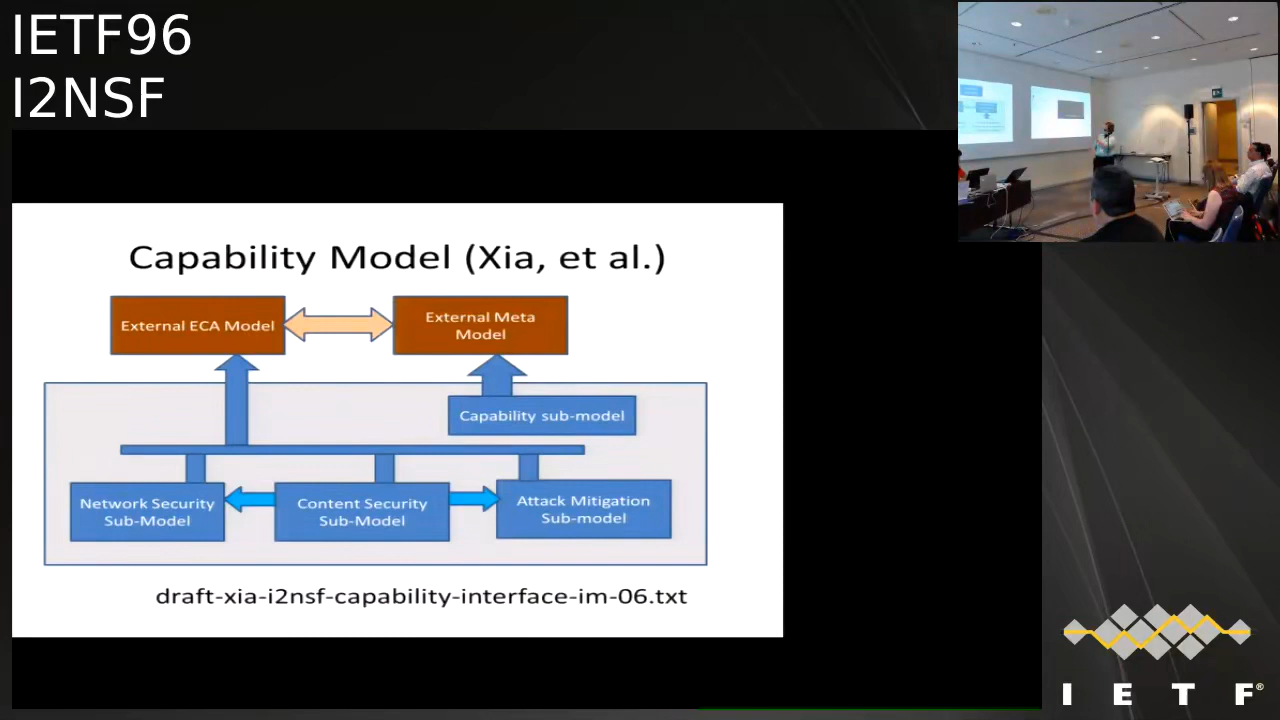 IETF96
I2NSF
Capability Model (Xia, et al.)
External ECA Model
External Meta
Model
Capability sub-model
Network Security
Sub-Model
Content Security
Sub-Model
Attack Mitigation
Sub-model
draft-xia-i2nsf-capability-interface-im-06.txt
I E T F®